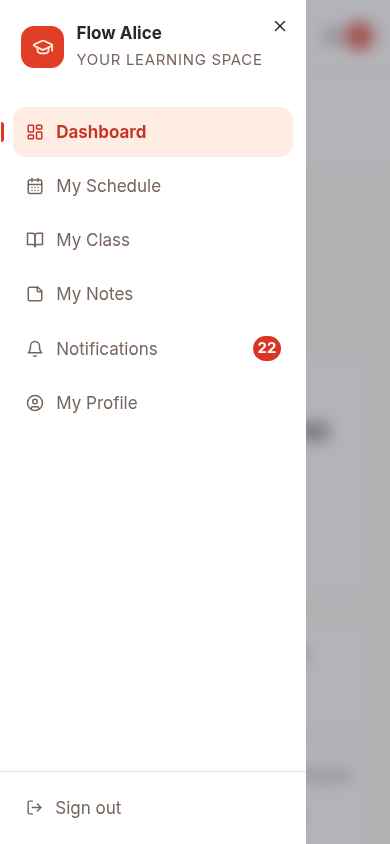 Flow Alice
YOUR LEARNING SPACE
Dashboard
My Schedule
My Class
My Notes
Notifications 22
My Profile
Sign out